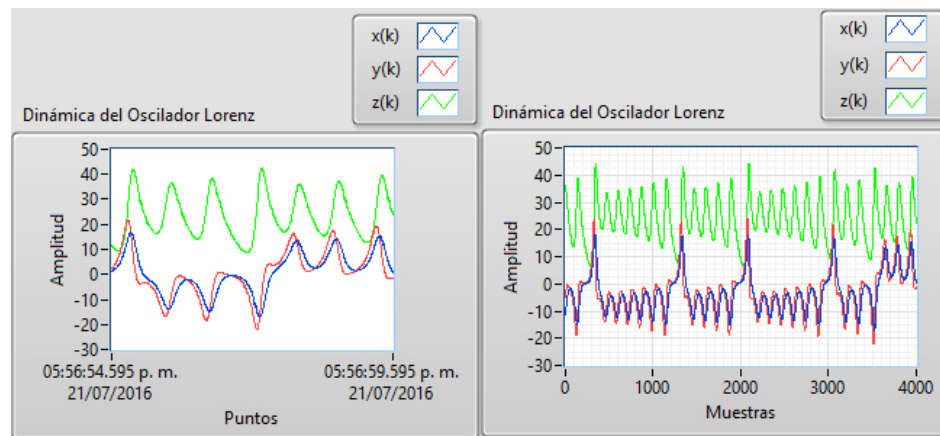 x(k)
y(k)
z(k)
Dinámica del Oscilador Lorenz
Amplitud
50
40
30
20
10
0
-10
-20
-30
05:56:54.595 p. m.
21/07/2016
05:56:59.595 p. m.
21/07/2016
Puntos
x(k)
y(k)
z(k)
Dinámica del Oscilador Lorenz
Amplitud
50
40
30
20
10
0
-10
-20
-30
0
1000
2000
3000
4000
Muestras